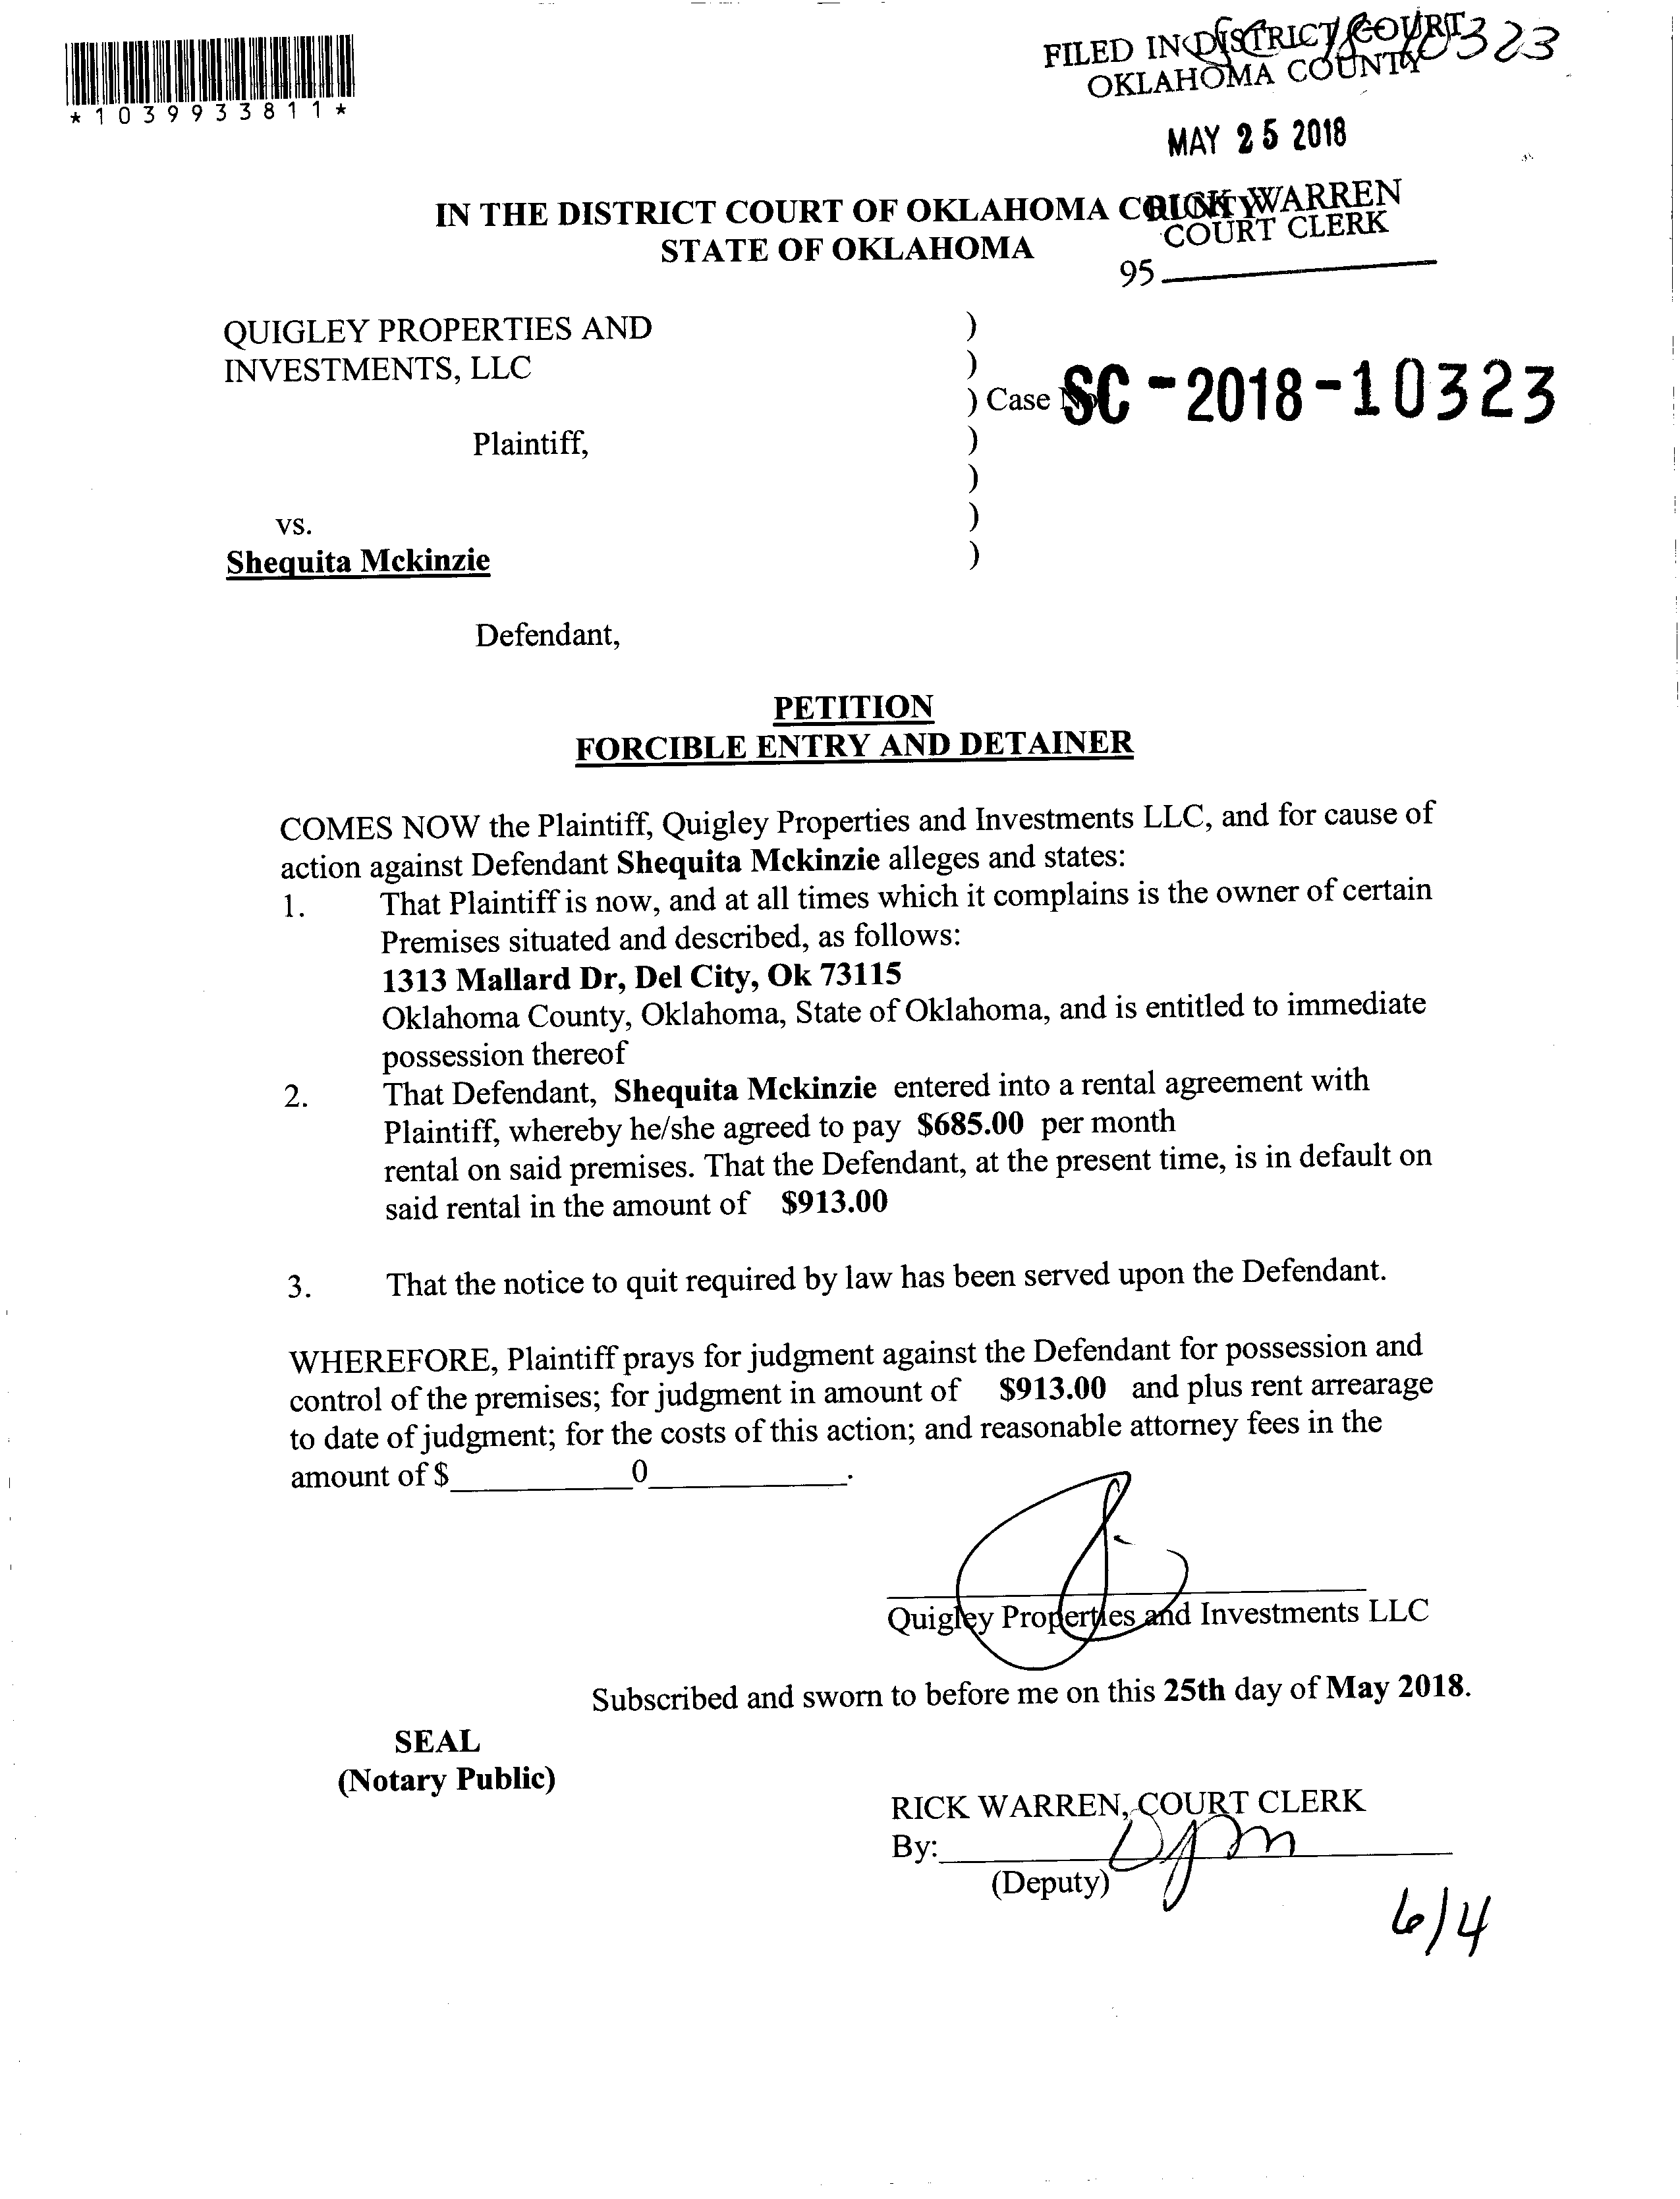 *1039933811*
SC 18-10323
FILED IN DISTRICT COURT
OKLAHOMA COUNTY
MAY 25 2018
RICK WARREN
COURT CLERK
95
IN THE DISTRICT COURT OF OKLAHOMA COUNTY
STATE OF OKLAHOMA
QUIGLEY PROPERTIES AND )
INVESTMENTS, LLC )
) Case No. SC-2018-10323
Plaintiff, )
)
vs. )
Shequita Mckinzie )
Defendant,
PETITION
FORCIBLE ENTRY AND DETAINER
COMES NOW the Plaintiff, Quigley Properties and Investments LLC, and for cause of
action against Defendant Shequita Mckinzie alleges and states:
1. That Plaintiff is now, and at all times which it complains is the owner of certain
Premises situated and described, as follows:
1313 Mallard Dr, Del City, Ok 73115
Oklahoma County, Oklahoma, State of Oklahoma, and is entitled to immediate
possession thereof
2. That Defendant, Shequita Mckinzie entered into a rental agreement with
Plaintiff, whereby he/she agreed to pay $685.00 per month
rental on said premises. That the Defendant, at the present time, is in default on
said rental in the amount of $913.00
3. That the notice to quit required by law has been served upon the Defendant.
WHEREFORE, Plaintiff prays for judgment against the Defendant for possession and
control of the premises; for judgment in amount of $913.00 and plus rent arrearage
to date of judgment; for the costs of this action; and reasonable attorney fees in the
amount of $____________0____________.
Quigley Properties and Investments LLC
Subscribed and sworn to before me on this 25th day of May 2018.
SEAL
(Notary Public)
RICK WARREN, COURT CLERK
By:
(Deputy)
6/4